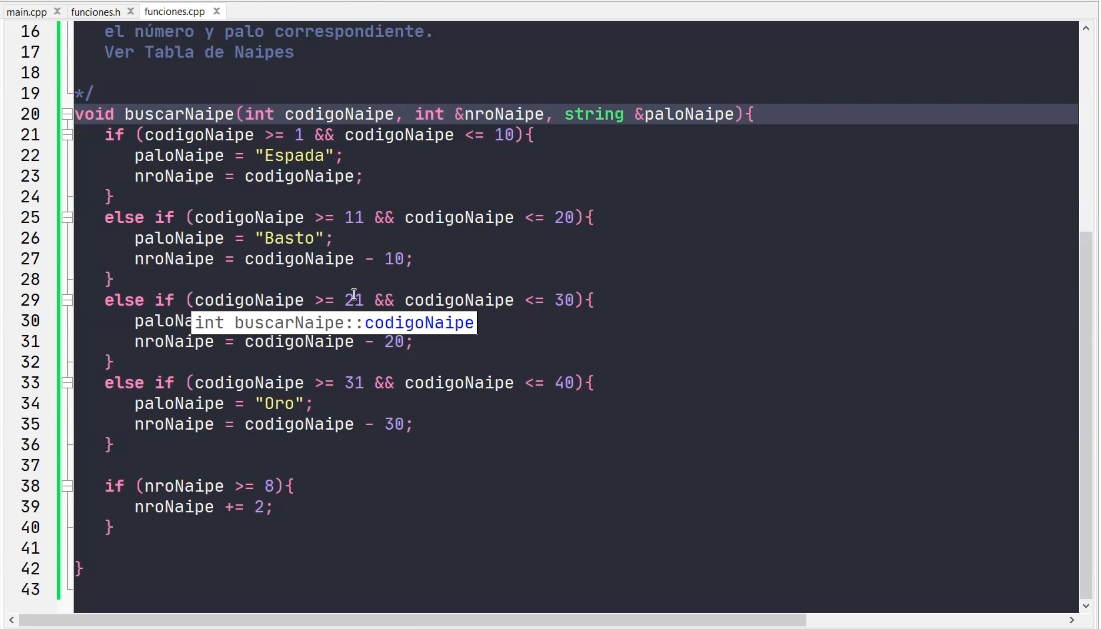 main.cpp funciones.h funciones.cpp
16 el número y palo correspondiente.
17 Ver Tabla de Naipes
18
19 */
20 void buscarNaipe(int codigoNaipe, int &nroNaipe, string &paloNaipe){
21 if (codigoNaipe >= 1 && codigoNaipe <= 10){
22 paloNaipe = "Espada";
23 nroNaipe = codigoNaipe;
24 }
25 else if (codigoNaipe >= 11 && codigoNaipe <= 20){
26 paloNaipe = "Basto";
27 nroNaipe = codigoNaipe - 10;
28 }
29 else if (codigoNaipe >= 21 && codigoNaipe <= 30){
30 paloNa int buscarNaipe::codigoNaipe
31 nroNaipe = codigoNaipe - 20;
32 }
33 else if (codigoNaipe >= 31 && codigoNaipe <= 40){
34 paloNaipe = "Oro";
35 nroNaipe = codigoNaipe - 30;
36 }
37
38 if (nroNaipe >= 8){
39 nroNaipe += 2;
40 }
41
42 }
43